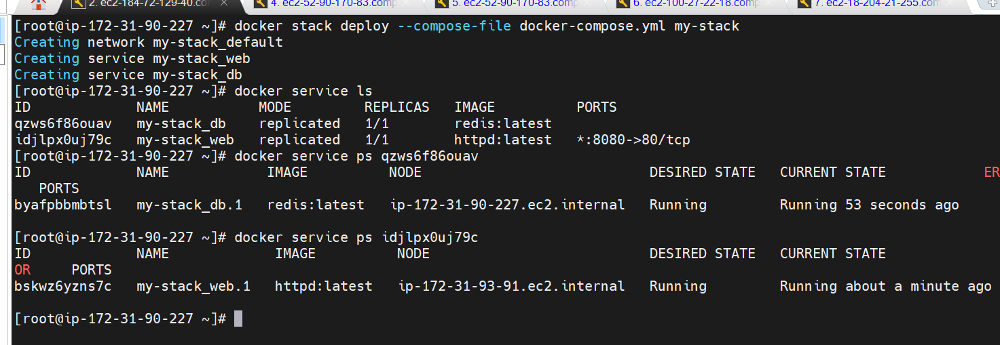 2. ec2-184-72-129-40.co
4. ec2-52-90-170-83.comp
5. ec2-52-90-170-83.comp
6. ec2-100-27-22-18.comp
7. ec2-18-204-21-255.com
[root@ip-172-31-90-227 ~]# docker stack deploy --compose-file docker-compose.yml my-stack
Creating network my-stack_default
Creating service my-stack_web
Creating service my-stack_db
[root@ip-172-31-90-227 ~]# docker service ls
ID             NAME           MODE         REPLICAS   IMAGE          PORTS
qzws6f86ouav   my-stack_db    replicated   1/1        redis:latest
idjlpx0uj79c   my-stack_web   replicated   1/1        httpd:latest   *:8080->80/tcp
[root@ip-172-31-90-227 ~]# docker service ps qzws6f86ouav
ID             NAME            IMAGE          NODE                            DESIRED STATE   CURRENT STATE            ER
PORTS
byafpbbmbtsl   my-stack_db.1   redis:latest   ip-172-31-90-227.ec2.internal   Running         Running 53 seconds ago
[root@ip-172-31-90-227 ~]# docker service ps idjlpx0uj79c
ID             NAME             IMAGE          NODE                           DESIRED STATE   CURRENT STATE
OR     PORTS
bskwz6yzns7c   my-stack_web.1   httpd:latest   ip-172-31-93-91.ec2.internal   Running         Running about a minute ago
[root@ip-172-31-90-227 ~]#